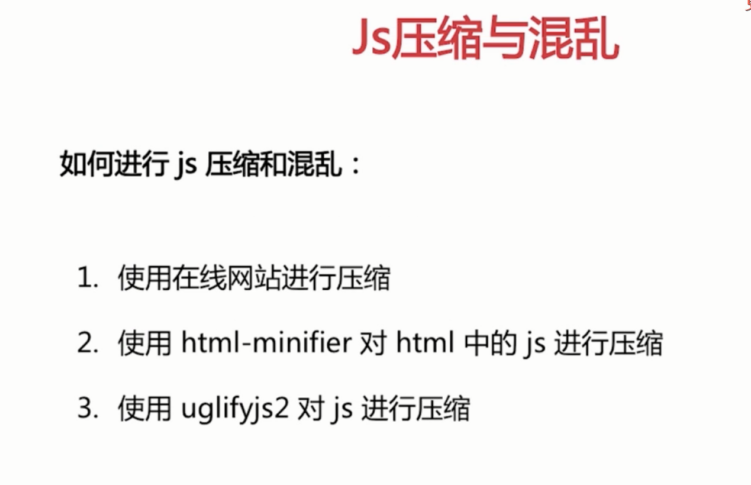 Js压缩与混乱
如何进行 js 压缩和混乱：
1. 使用在线网站进行压缩
2. 使用 html-minifier 对 html 中的 js 进行压缩
3. 使用 uglifyjs2 对 js 进行压缩